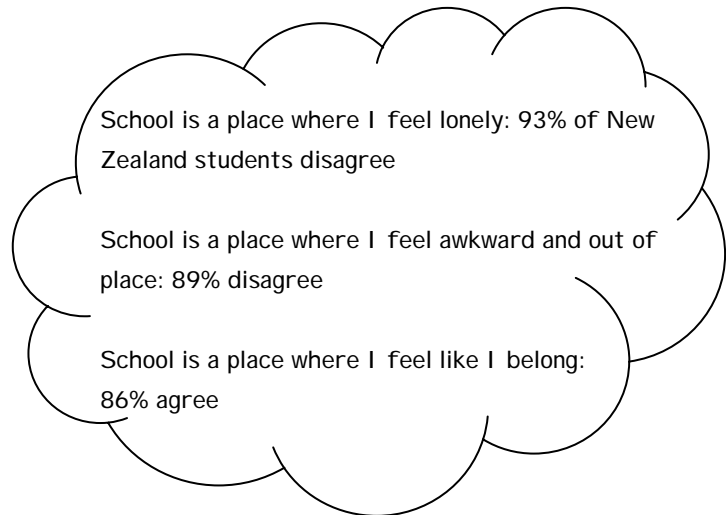 School is a place where I feel lonely: 93% of New
Zealand students disagree
School is a place where I feel awkward and out of
place: 89% disagree
School is a place where I feel like I belong:
86% agree